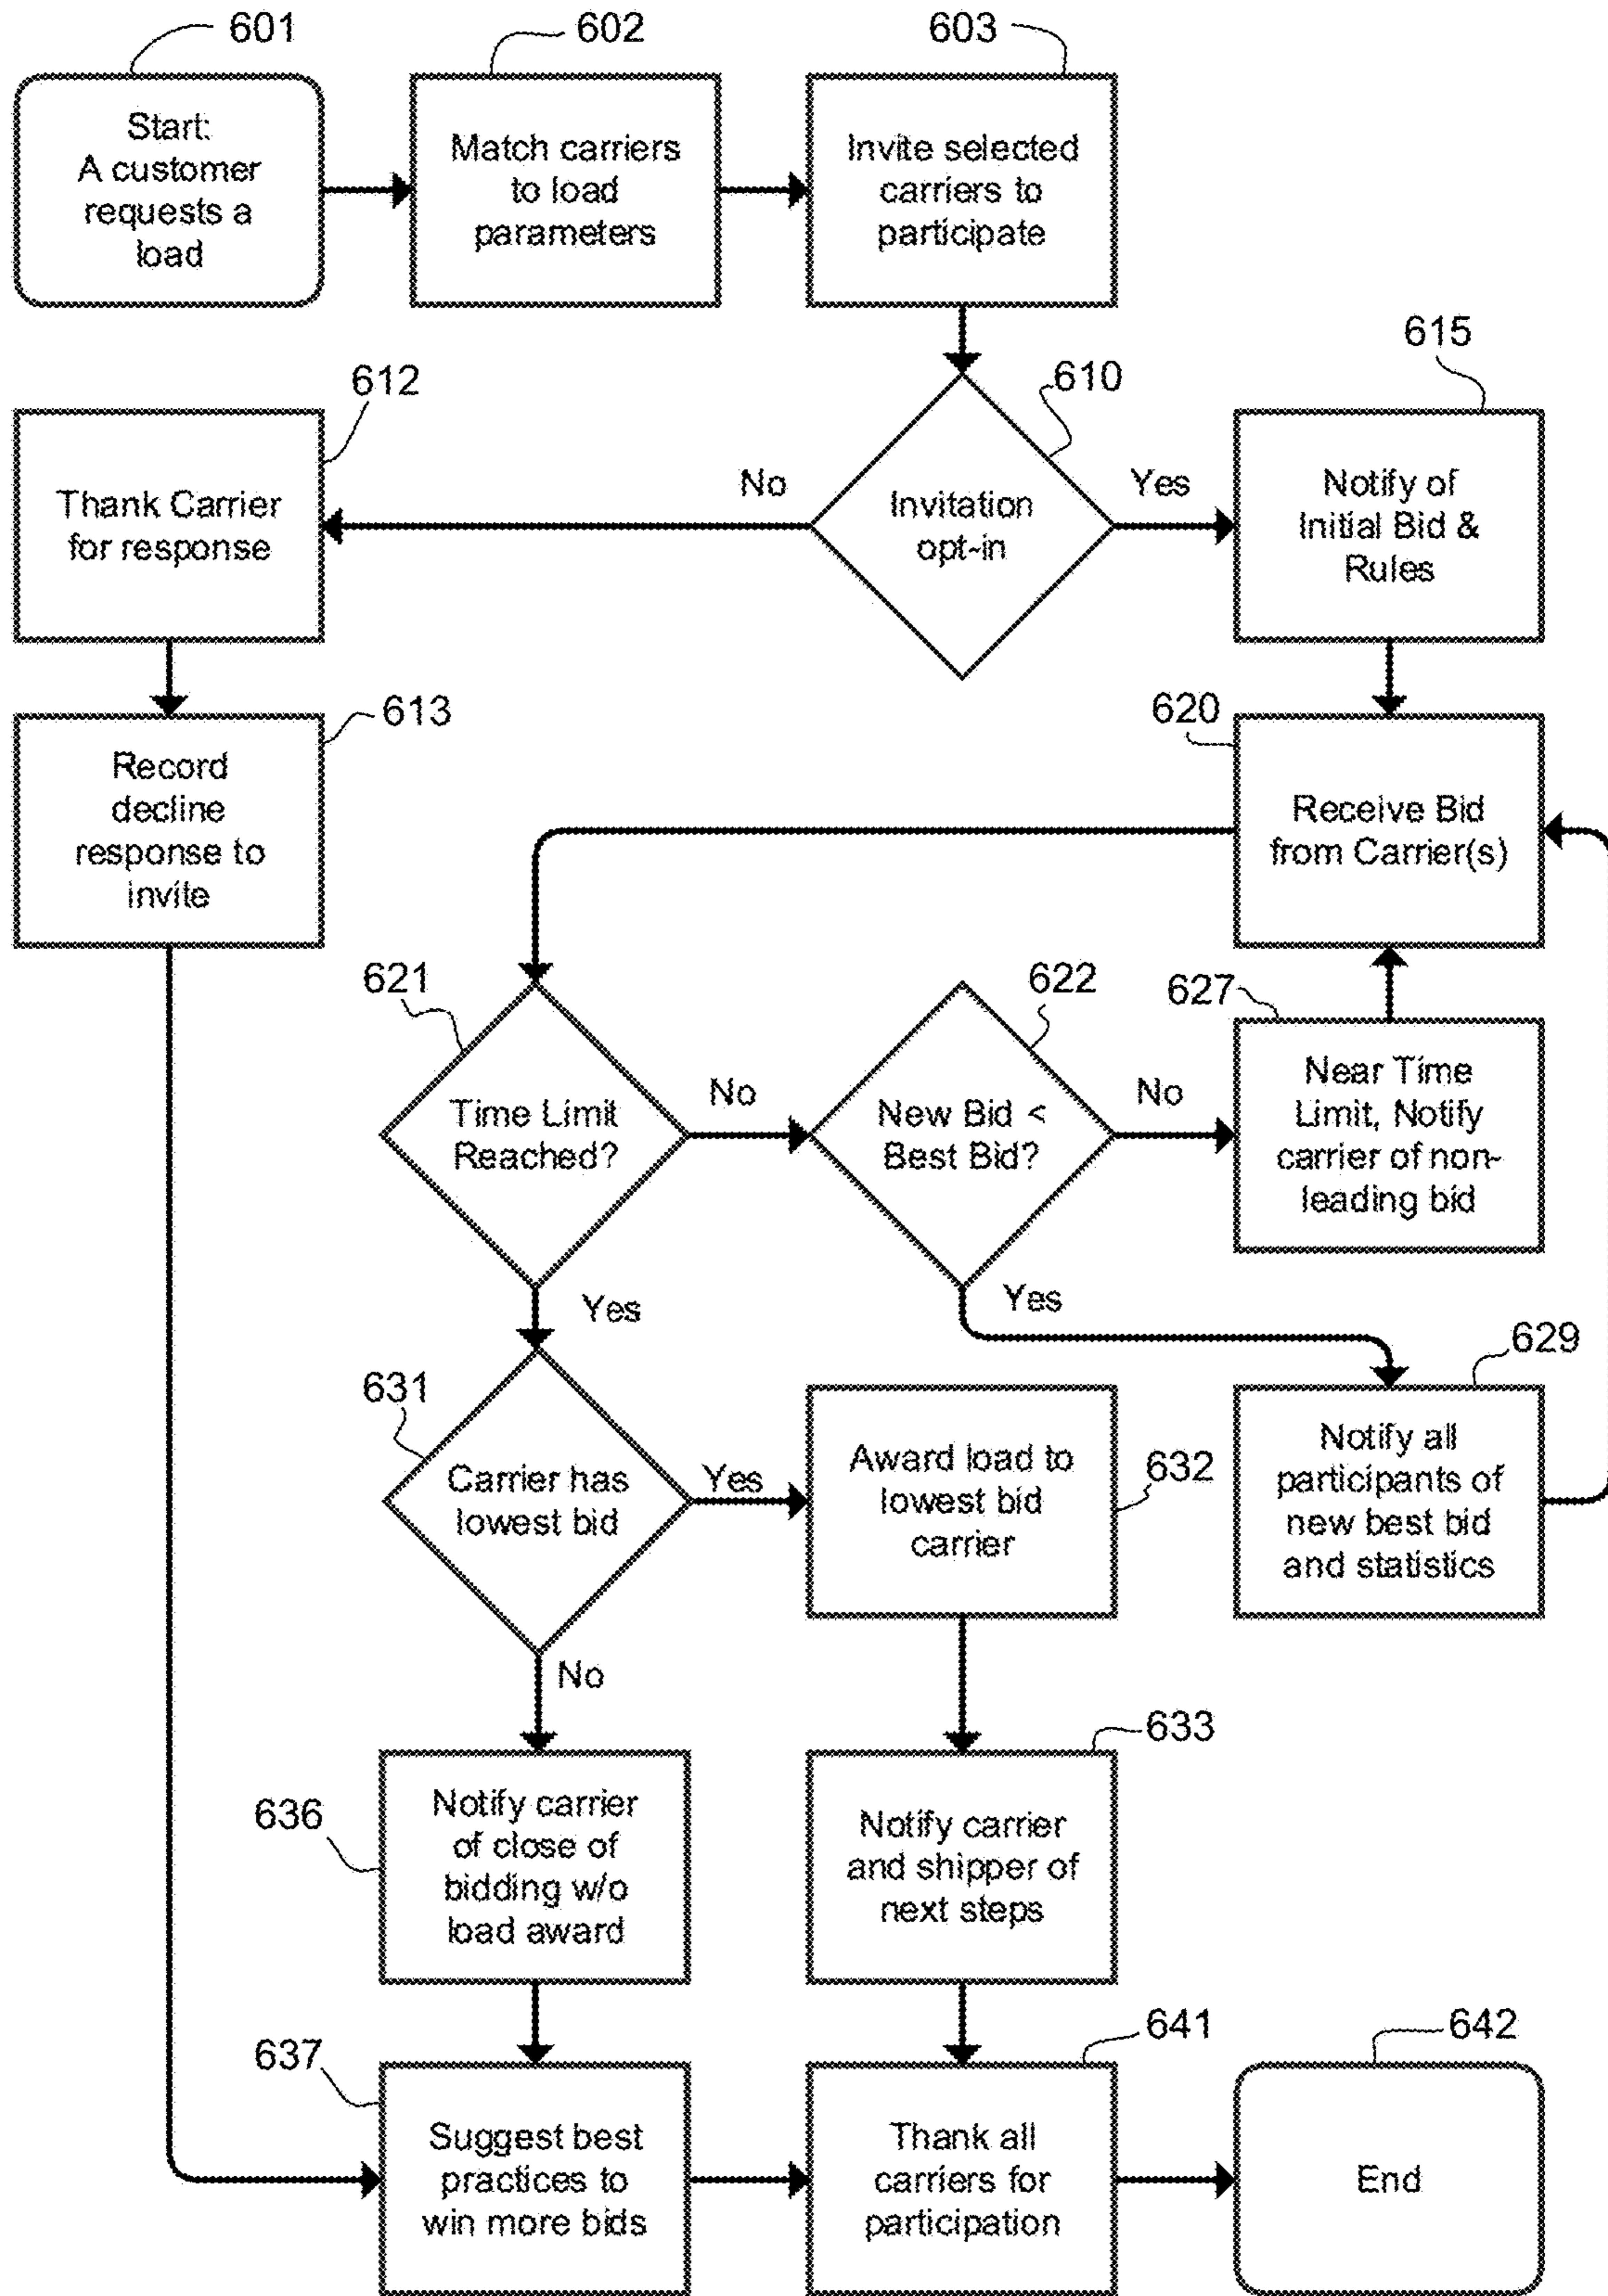 601
602
603
Start:
A customer
requests a
load
Match carriers
to load
parameters
Invite selected
carriers to
participate
615
612
610
Thank Carrier
for response
No
Invitation
opt-in
Yes
Notify of
Initial Bid &
Rules
613
620
Record
decline
response to
invite
Receive Bid
from Carrier(s)
621
622
627
Time Limit
Reached?
No
New Bid <
Best Bid?
No
Near Time
Limit, Notify
carrier of non-
leading bid
Yes
Yes
629
631
632
Carrier has
lowest bid
Yes
Award load to
lowest bid
carrier
Notify all
participants of
new best bid
and statistics
No
633
636
Notify carrier
of close of
bidding w/o
load award
Notify carrier
and shipper of
next steps
637
641
642
Suggest best
practices to
win more bids
Thank all
carriers for
participation
End